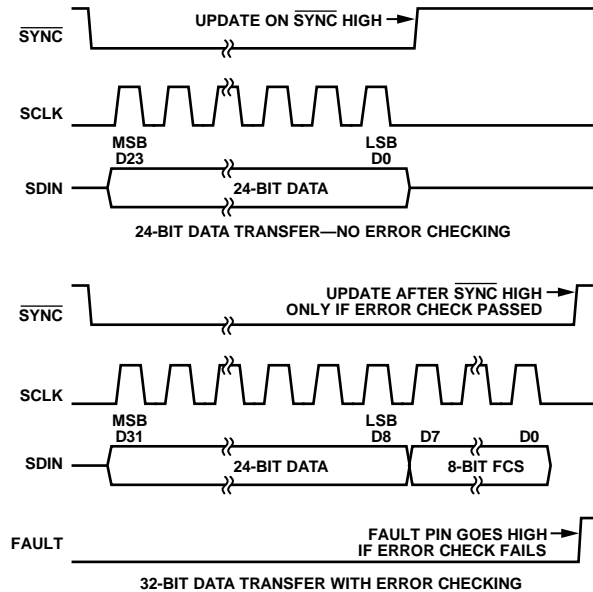 UPDATE ON SYNC HIGH
SYNC
SCLK
MSB
D23
LSB
D0
SDIN
24-BIT DATA
24-BIT DATA TRANSFER—NO ERROR CHECKING
UPDATE AFTER SYNC HIGH
ONLY IF ERROR CHECK PASSED
SYNC
SCLK
MSB
D31
LSB
D8
D7
D0
SDIN
24-BIT DATA
8-BIT FCS
FAULT
FAULT PIN GOES HIGH
IF ERROR CHECK FAILS
32-BIT DATA TRANSFER WITH ERROR CHECKING